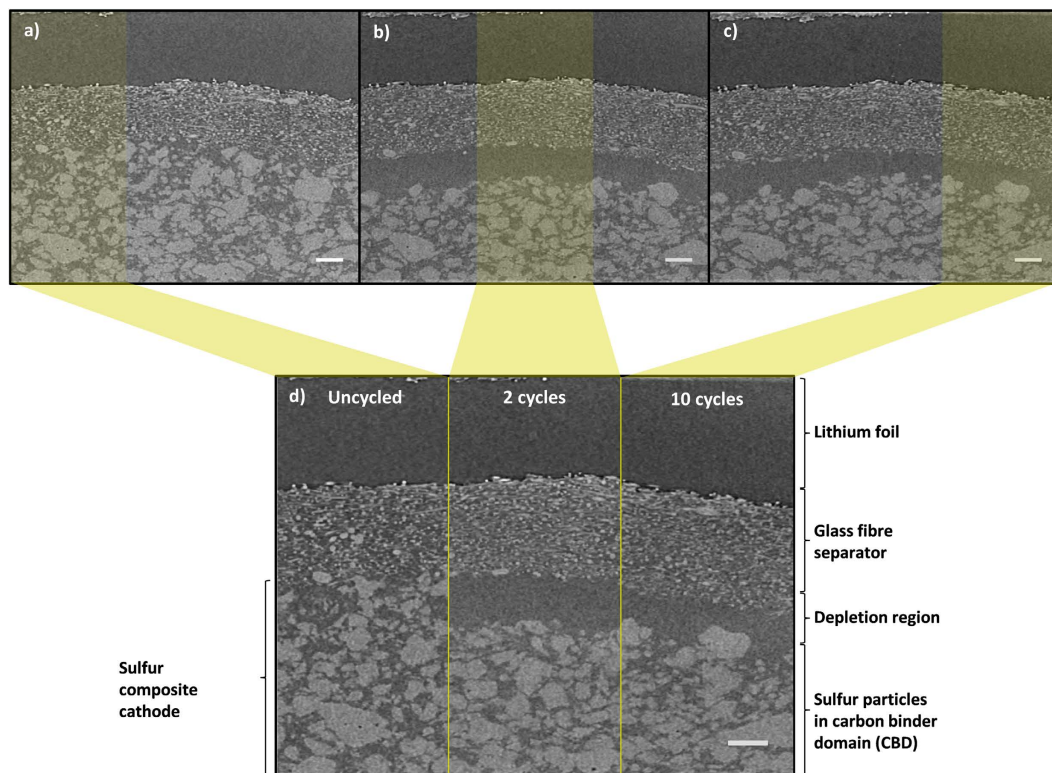 a)
b)
c)
d)
Uncycled
2 cycles
10 cycles
Lithium foil
Glass fibre
separator
Depletion region
Sulfur
composite
cathode
Sulfur particles
in carbon binder
domain (CBD)